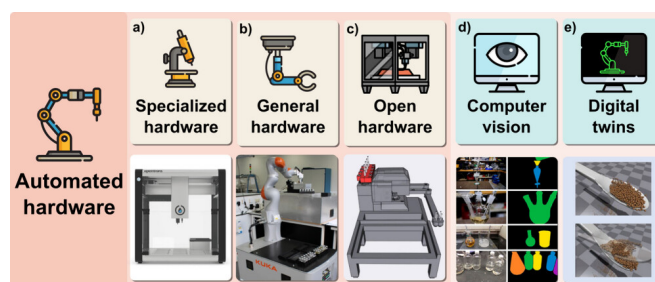 Automated
hardware
a)
Specialized
hardware
b)
General
hardware
c)
Open
hardware
d)
Computer
vision
e)
Digital
twins
KUKA